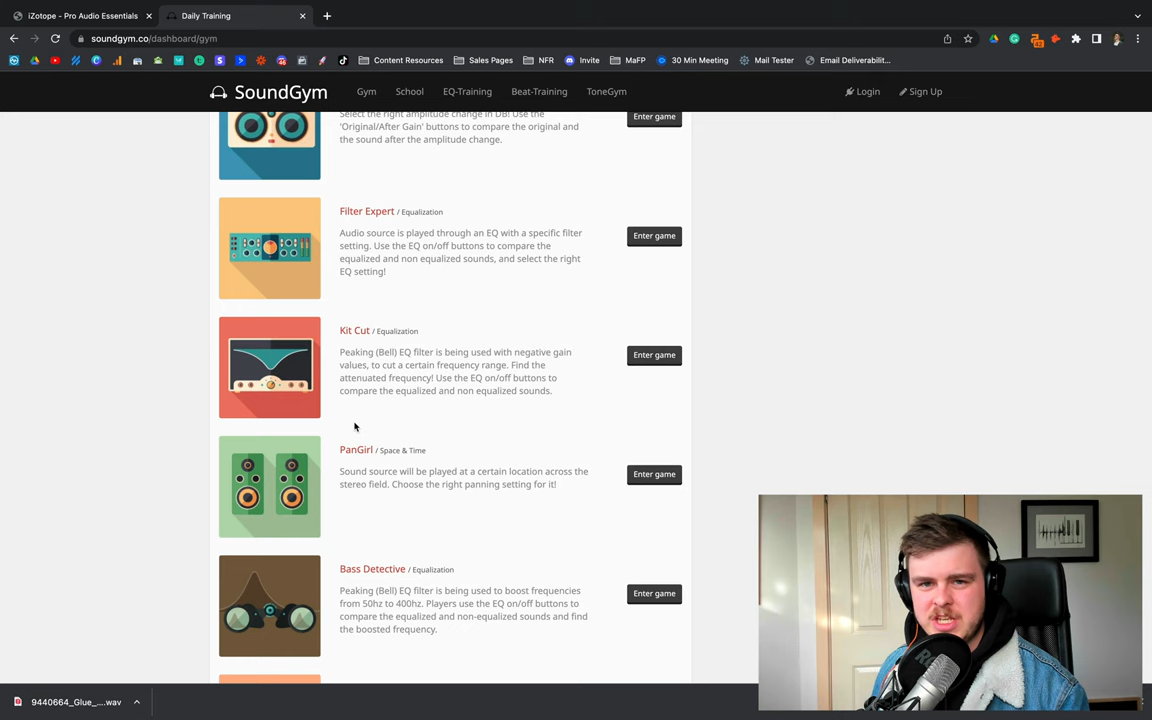 iZotope - Pro Audio Essentials
Daily Training
soundgym.co/dashboard/gym
Content Resources
Sales Pages
NFR
Invite
MaFP
30 Min Meeting
Mail Tester
Email Deliverabilit...
SoundGym
Gym
School
EQ-Training
Beat-Training
ToneGym
Login
Sign Up
Select the right amplitude change in DB! Use the
'Original/After Gain' buttons to compare the original and
the sound after the amplitude change.
Enter game
Filter Expert / Equalization
Audio source is played through an EQ with a specific filter
setting. Use the EQ on/off buttons to compare the
equalized and non equalized sounds, and select the right
EQ setting!
Enter game
Kit Cut / Equalization
Peaking (Bell) EQ filter is being used with negative gain
values, to cut a certain frequency range. Find the
attenuated frequency! Use the EQ on/off buttons to
compare the equalized and non equalized sounds.
Enter game
PanGirl / Space & Time
Sound source will be played at a certain location across the
stereo field. Choose the right panning setting for it!
Enter game
Bass Detective / Equalization
Peaking (Bell) EQ filter is being used to boost frequencies
from 50hz to 400hz. Players use the EQ on/off buttons to
compare the equalized and non-equalized sounds and find
the boosted frequency.
Enter game
9440664_Glue_....wav